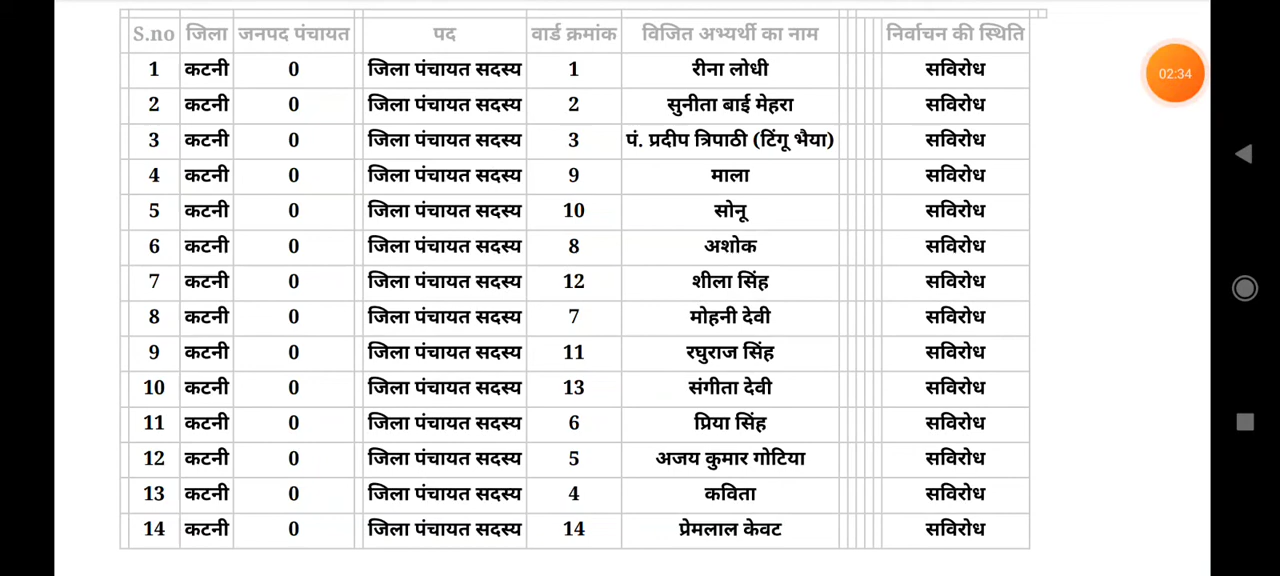 S.no जिला जनपद पंचायत पद वार्ड क्रमांक विजित अभ्यर्थी का नाम निर्वाचन की स्थिति
1 कटनी 0 जिला पंचायत सदस्य 1 रीना लोधी सविरोध
2 कटनी 0 जिला पंचायत सदस्य 2 सुनीता बाई मेहरा सविरोध
3 कटनी 0 जिला पंचायत सदस्य 3 पं. प्रदीप त्रिपाठी (टिंगू भैया) सविरोध
4 कटनी 0 जिला पंचायत सदस्य 9 माला सविरोध
5 कटनी 0 जिला पंचायत सदस्य 10 सोनू सविरोध
6 कटनी 0 जिला पंचायत सदस्य 8 अशोक सविरोध
7 कटनी 0 जिला पंचायत सदस्य 12 शीला सिंह सविरोध
8 कटनी 0 जिला पंचायत सदस्य 7 मोहनी देवी सविरोध
9 कटनी 0 जिला पंचायत सदस्य 11 रघुराज सिंह सविरोध
10 कटनी 0 जिला पंचायत सदस्य 13 संगीता देवी सविरोध
11 कटनी 0 जिला पंचायत सदस्य 6 प्रिया सिंह सविरोध
12 कटनी 0 जिला पंचायत सदस्य 5 अजय कुमार गोटिया सविरोध
13 कटनी 0 जिला पंचायत सदस्य 4 कविता सविरोध
14 कटनी 0 जिला पंचायत सदस्य 14 प्रेमलाल केवट सविरोध
02:34